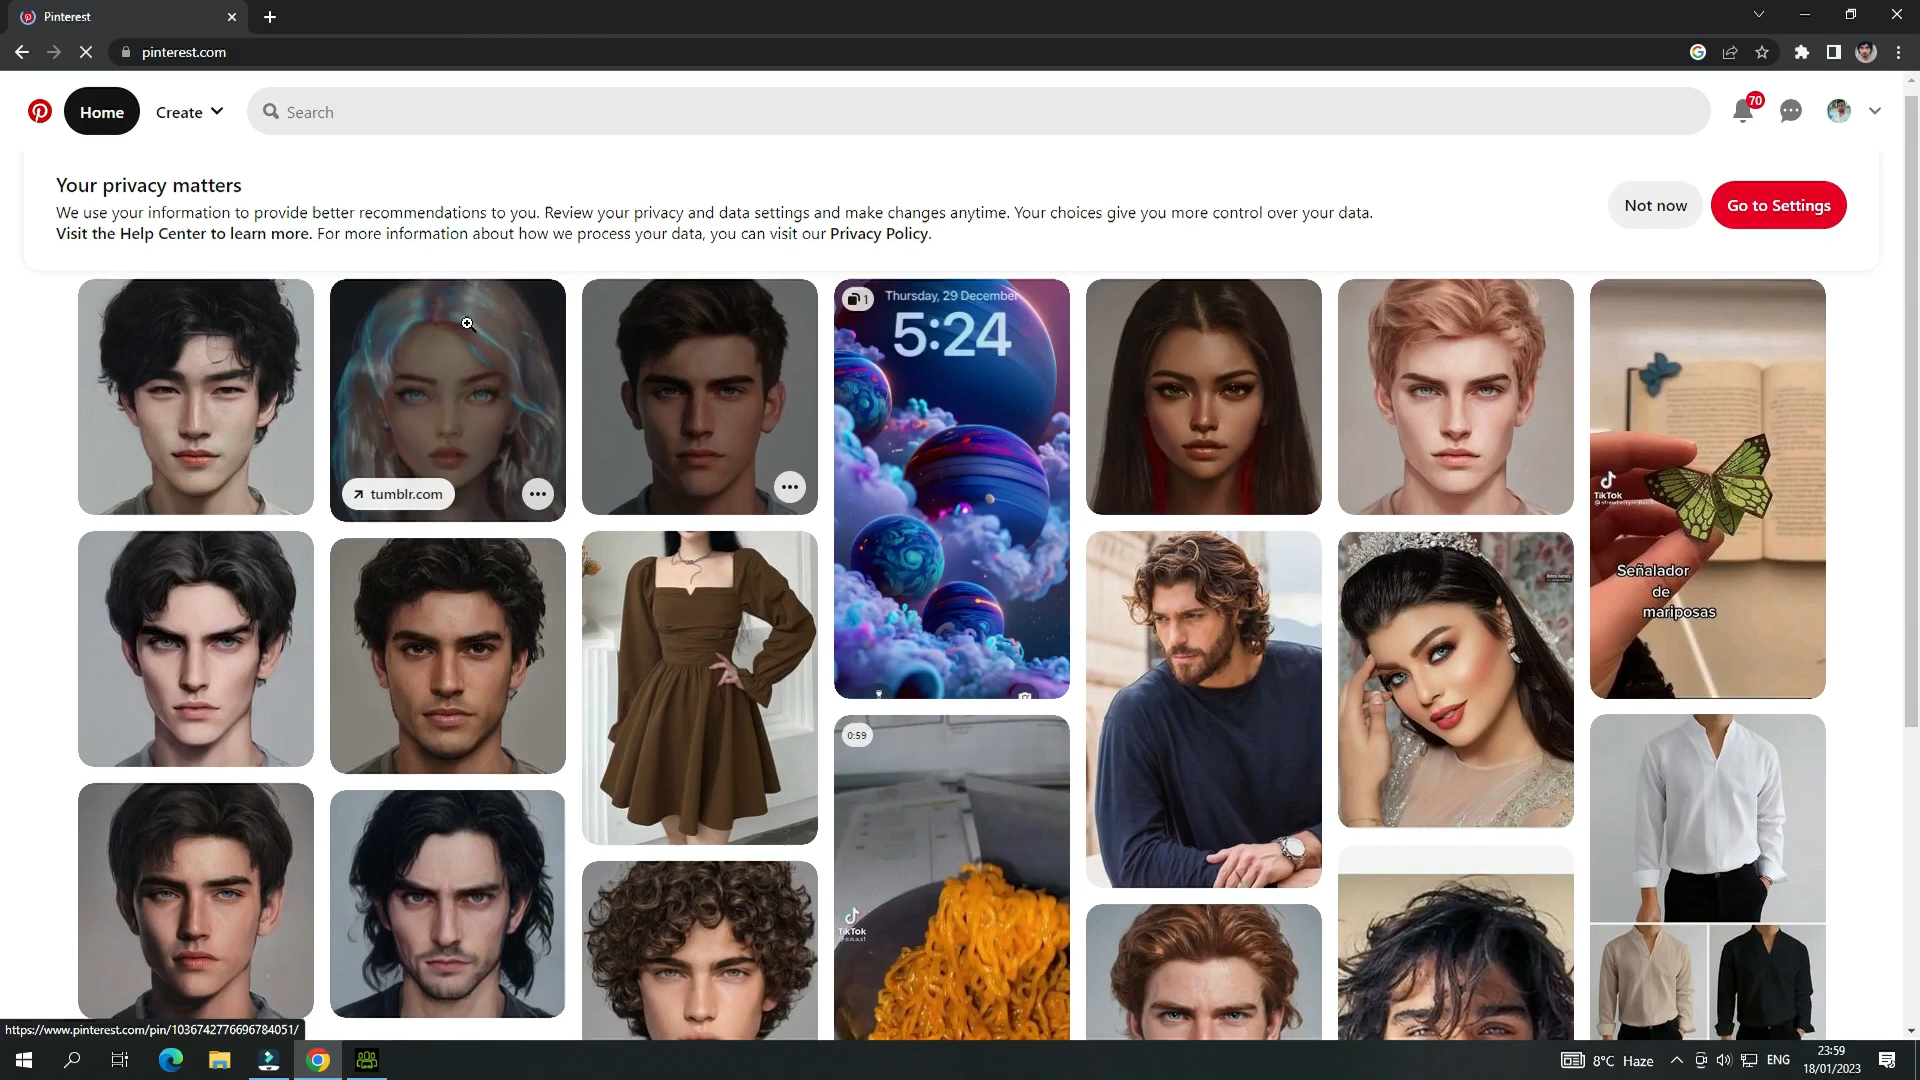 Pinterest
pinterest.com
Home
Create
Search
70
Your privacy matters
We use your information to provide better recommendations to you. Review your privacy and data settings and make changes anytime. Your choices give you more control over your data.
Visit the Help Center to learn more. For more information about how we process your data, you can visit our Privacy Policy.
Not now
Go to Settings
tumblr.com
1
Thursday, 29 December
5:24
TikTok
Señalador
de
mariposas
0:59
TikTok
https://www.pinterest.com/pin/1036742776696784051/
8°C Haze
ENG
23:59
18/01/2023